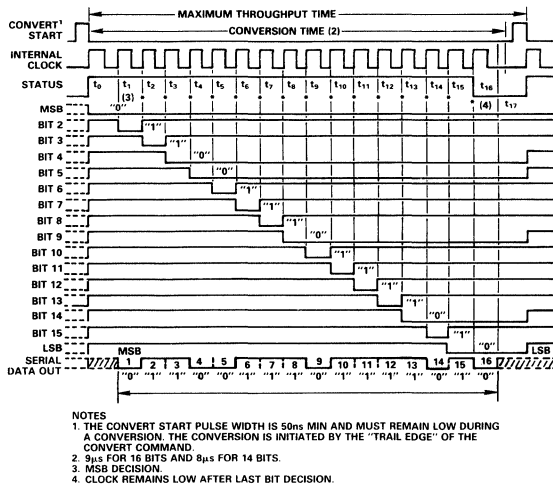 MAXIMUM THROUGHPUT TIME
CONVERT¹ START
CONVERSION TIME (2)
INTERNAL CLOCK
STATUS t0 t1 t2 t3 t4 t5 t6 t7 t8 t9 t10 t11 t12 t13 t14 t15 t16
(3) (4) t17
MSB "0"
BIT 2 "1"
BIT 3 "1"
BIT 4 "0"
BIT 5 "0"
BIT 6 "1"
BIT 7 "1"
BIT 8 "1"
BIT 9 "0"
BIT 10 "1"
BIT 11 "1"
BIT 12 "1"
BIT 13 "1"
BIT 14 "0"
BIT 15 "1"
LSB "0" LSB
MSB
SERIAL DATA OUT 1 2 3 4 5 6 7 8 9 10 11 12 13 14 15 16
"0" "1" "1" "0" "0" "1" "1" "1" "0" "1" "1" "1" "1" "0" "1" "0"
NOTES
1. THE CONVERT START PULSE WIDTH IS 50ns MIN AND MUST REMAIN LOW DURING
A CONVERSION. THE CONVERSION IS INITIATED BY THE "TRAIL EDGE" OF THE
CONVERT COMMAND.
2. 9µs FOR 16 BITS AND 8µs FOR 14 BITS.
3. MSB DECISION.
4. CLOCK REMAINS LOW AFTER LAST BIT DECISION.